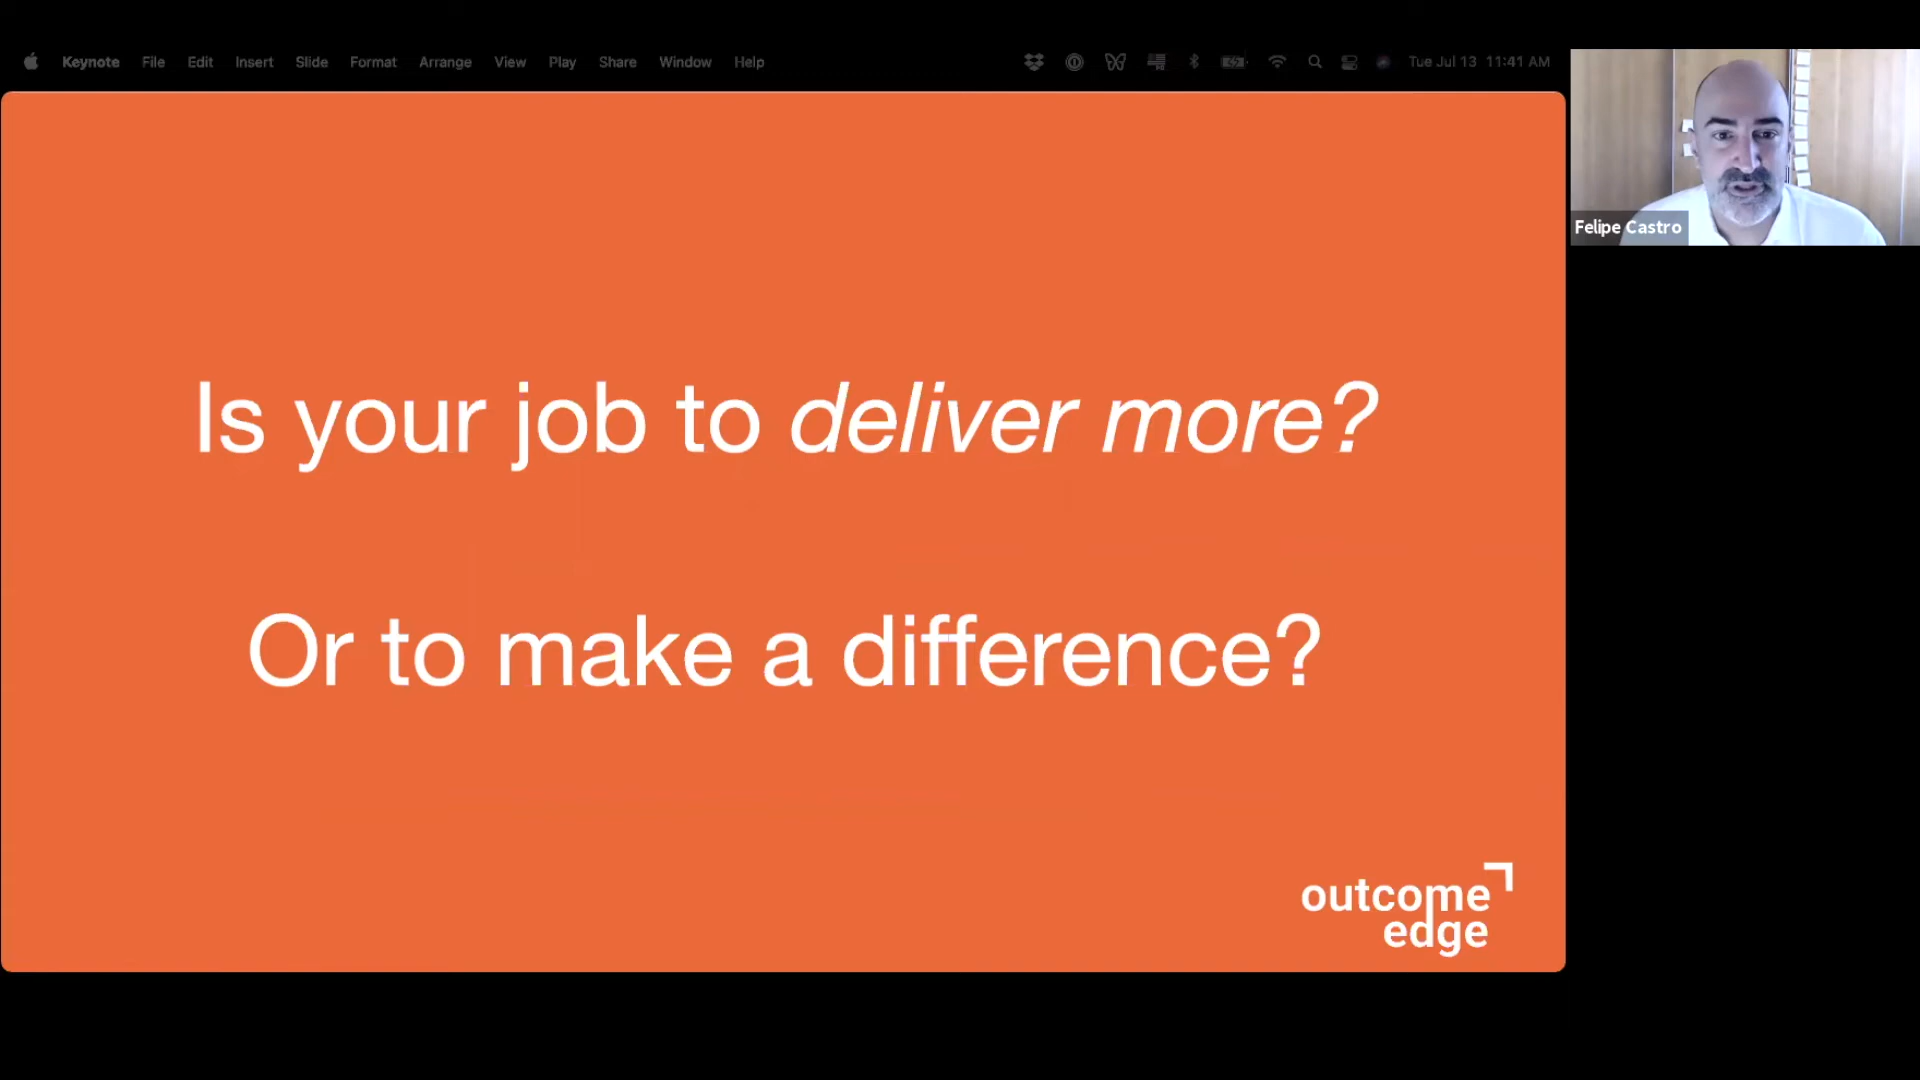 Keynote File Edit Insert Slide Format Arrange View Play Share Window Help Tue Jul 13 11:41 AM
Felipe Castro
Is your job to deliver more?
Or to make a difference?
outcome
edge